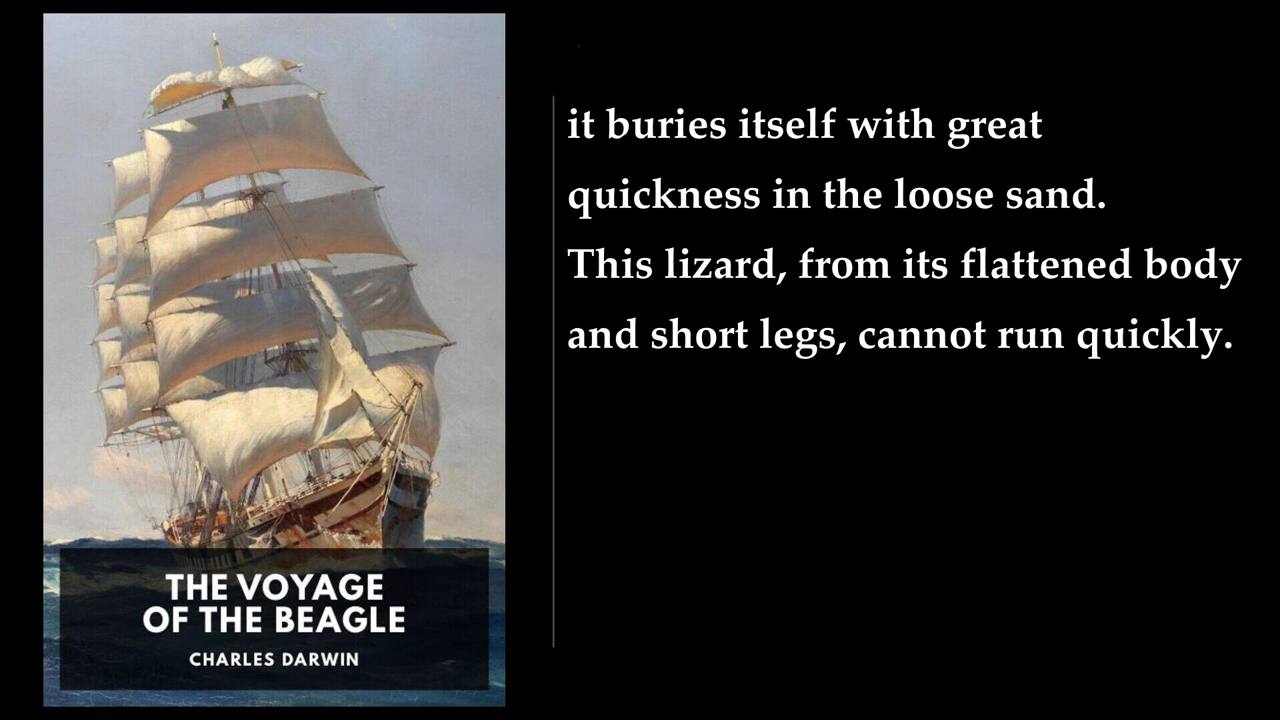 it buries itself with great
quickness in the loose sand.
This lizard, from its flattened body
and short legs, cannot run quickly.
THE VOYAGE
OF THE BEAGLE
CHARLES DARWIN